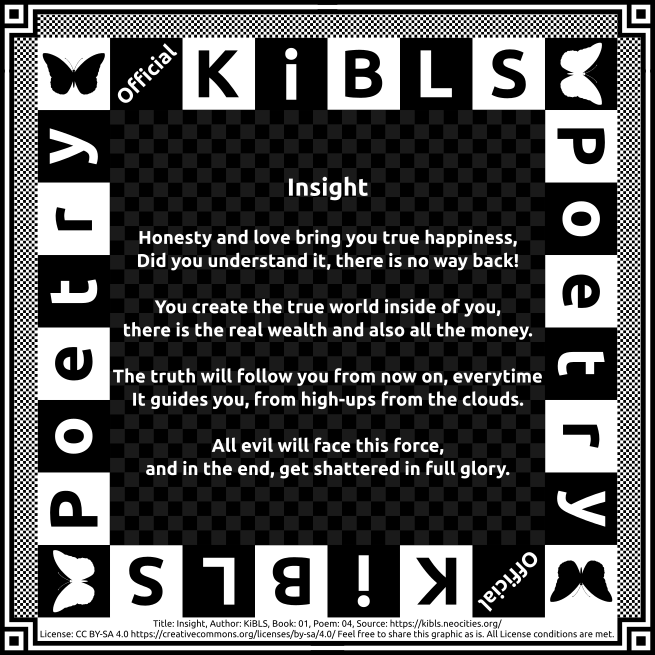 Official KiBLS
Poetry
Poetry
Insight
Honesty and love bring you true happiness,
Did you understand it, there is no way back!
You create the true world inside of you,
there is the real wealth and also all the money.
The truth will follow you from now on, everytime
It guides you, from high-ups from the clouds.
All evil will face this force,
and in the end, get shattered in full glory.
Official KiBLS
Title: Insight, Author: KiBLS, Book: 01, Poem: 04, Source: https://kibls.neocities.org/
License: CC BY-SA 4.0 https://creativecommons.org/licenses/by-sa/4.0/ Feel free to share this graphic as is. All License conditions are met.